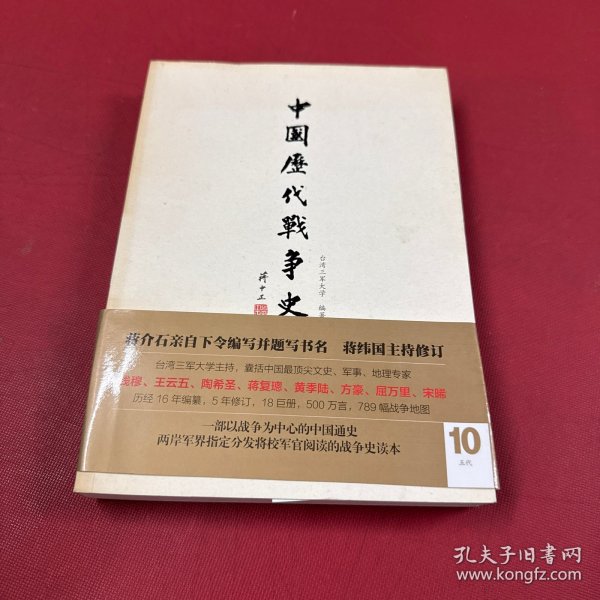 中國歷代戰争史
台湾三军大学 编著
蒋中正
蒋介石亲自下令编写并题写书名 蒋纬国主持修订
台湾三军大学主持，囊括中国最顶尖文史、军事、地理专家
钱穆、王云五、陶希圣、蒋复璁、黄季陆、方豪、屈万里、宋晞
历经16年编纂，5年修订，18巨册，500万言，789幅战争地图
一部以战争为中心的中国通史
两岸军界指定分发将校军官阅读的战争史读本
10
五代
孔夫子旧书网
www.kongfz.com